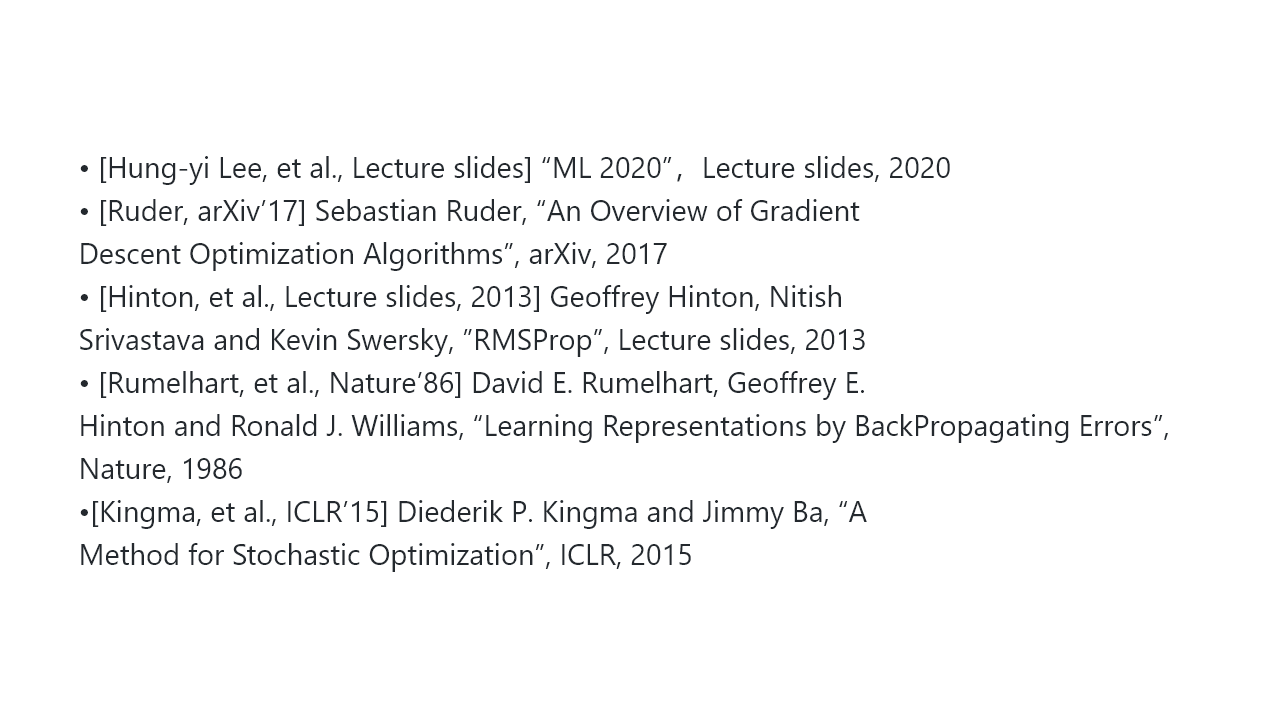 • [Hung-yi Lee, et al., Lecture slides] “ML 2020”，Lecture slides, 2020
• [Ruder, arXiv’17] Sebastian Ruder, “An Overview of Gradient
Descent Optimization Algorithms”, arXiv, 2017
• [Hinton, et al., Lecture slides, 2013] Geoffrey Hinton, Nitish
Srivastava and Kevin Swersky, ”RMSProp”, Lecture slides, 2013
• [Rumelhart, et al., Nature’86] David E. Rumelhart, Geoffrey E.
Hinton and Ronald J. Williams, “Learning Representations by BackPropagating Errors”,
Nature, 1986
•[Kingma, et al., ICLR’15] Diederik P. Kingma and Jimmy Ba, “A
Method for Stochastic Optimization”, ICLR, 2015